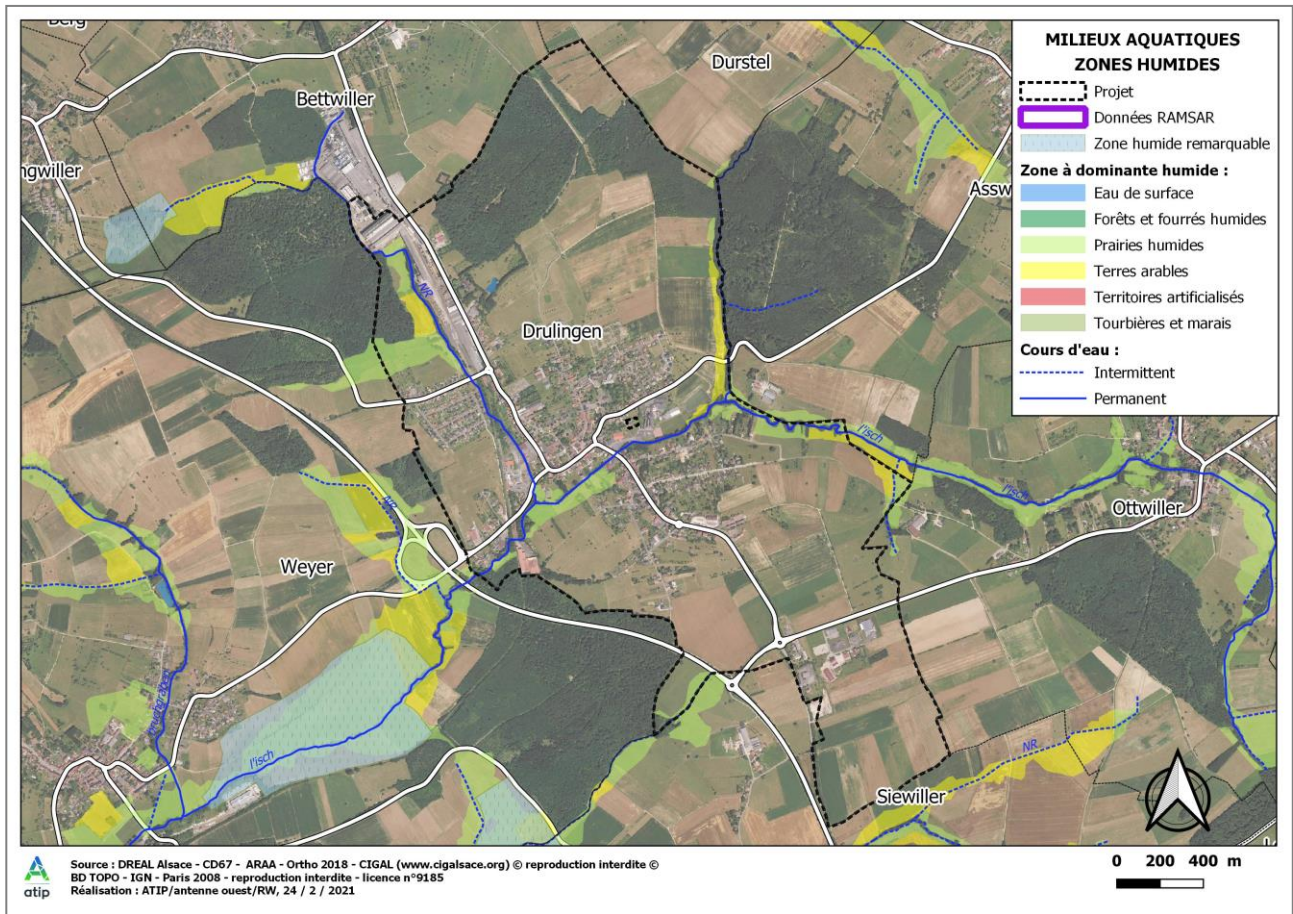 Berg
Durstel
Bettwiller
ngwiller
Assw
NR
Drulingen
l'isch
l'isch
Ottwiller
NR
Weyer
l'isch
NR
Siewiller
MILIEUX AQUATIQUES
ZONES HUMIDES
Projet
Données RAMSAR
Zone humide remarquable
Zone à dominante humide :
Eau de surface
Forêts et fourrés humides
Prairies humides
Terres arables
Territoires artificialisés
Tourbières et marais
Cours d'eau :
Intermittent
Permanent
atip
Source : DREAL Alsace - CD67 - ARAA - Ortho 2018 - CIGAL (www.cigalsace.org) © reproduction interdite ©
BD TOPO - IGN - Paris 2008 - reproduction interdite - licence n°9185
Réalisation : ATIP/antenne ouest/RW, 24 / 2 / 2021
0 200 400 m